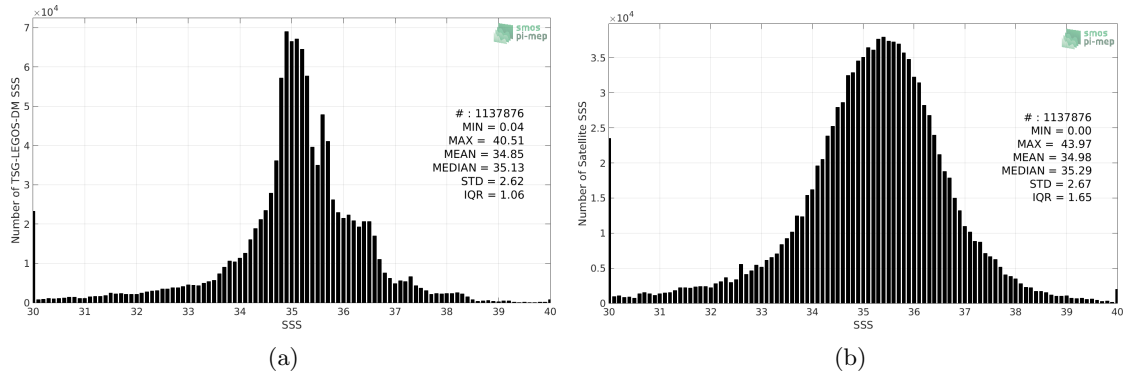 ×10⁴
7
6
5
4
3
2
1
0
30 31 32 33 34 35 36 37 38 39 40
SSS
Number of TSG-LEGOS-DM SSS
smos
pi-mep
# : 1137876
MIN = 0.04
MAX = 40.51
MEAN = 34.85
MEDIAN = 35.13
STD = 2.62
IQR = 1.06
(a)
×10⁴
3.5
3
2.5
2
1.5
1
0.5
0
30 31 32 33 34 35 36 37 38 39 40
SSS
Number of Satellite SSS
smos
pi-mep
# : 1137876
MIN = 0.00
MAX = 43.97
MEAN = 34.98
MEDIAN = 35.29
STD = 2.67
IQR = 1.65
(b)